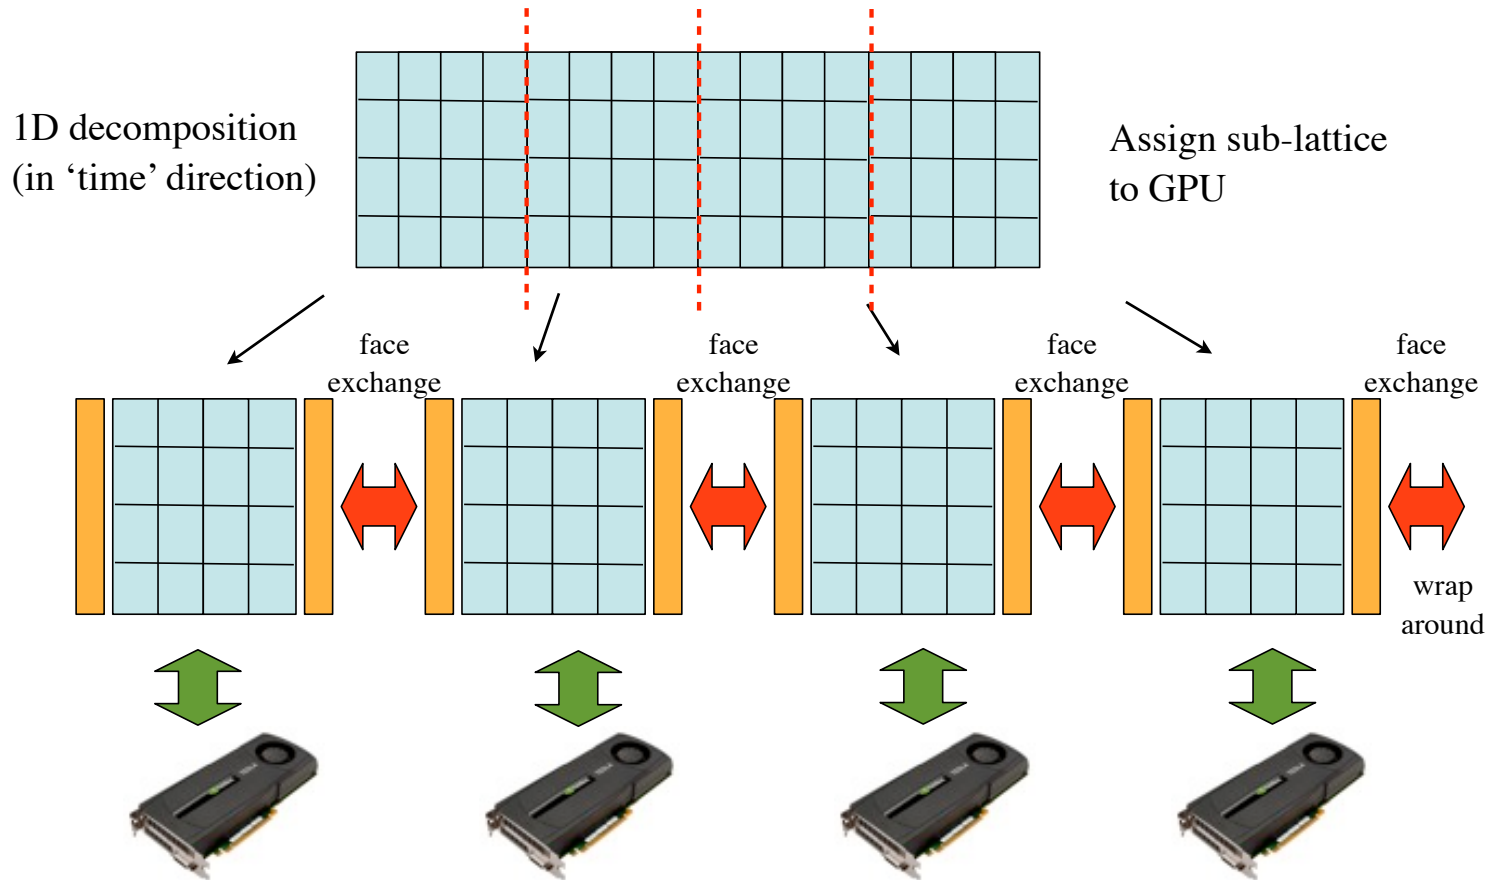 1D decomposition
(in ‘time’ direction)
Assign sub-lattice
to GPU
face
exchange
face
exchange
face
exchange
face
exchange
wrap
around